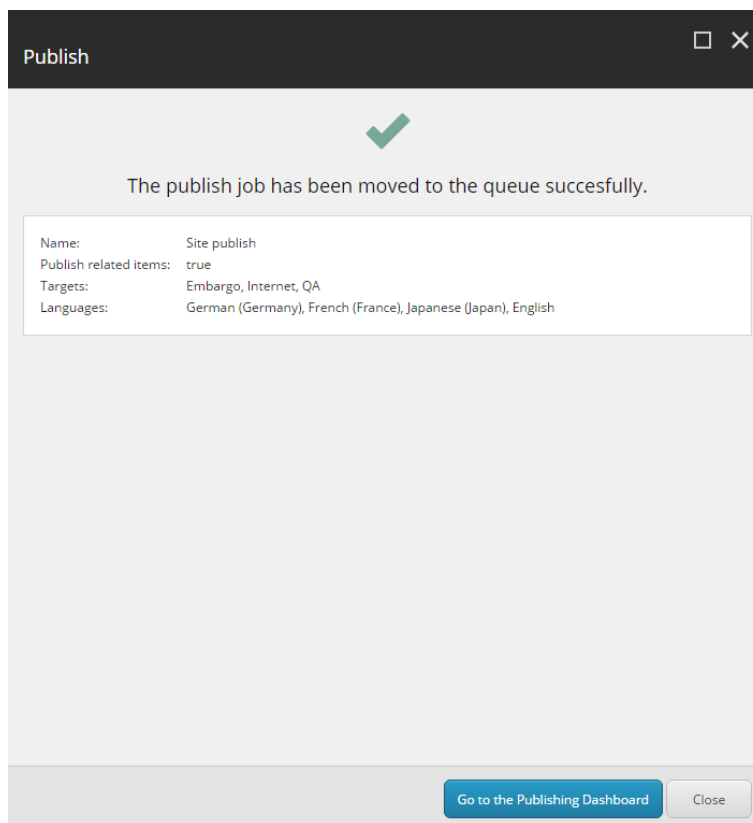 Publish
The publish job has been moved to the queue succesfully.
Name: Site publish
Publish related items: true
Targets: Embargo, Internet, QA
Languages: German (Germany), French (France), Japanese (Japan), English
Go to the Publishing Dashboard Close